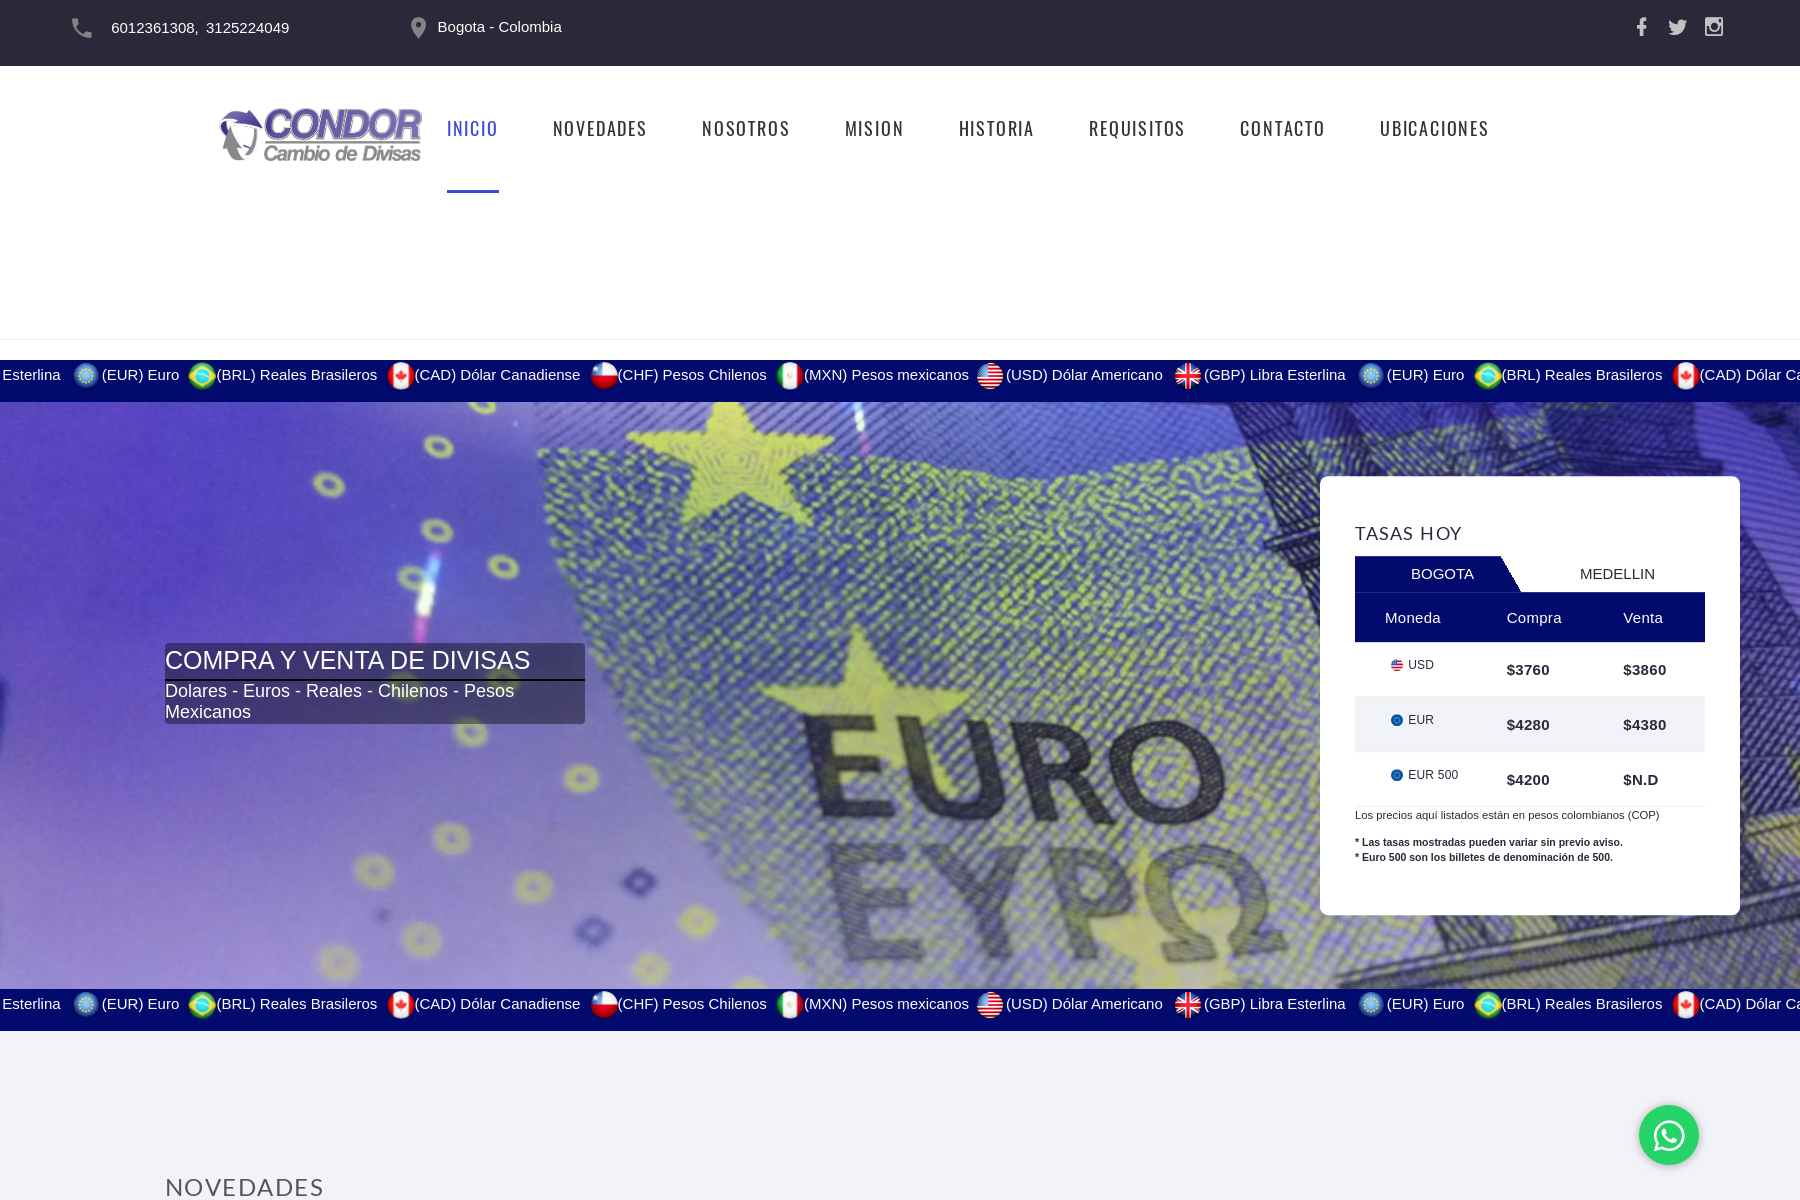 6012361308, 3125224049
Bogota - Colombia
CONDOR
Cambio de Divisas
INICIO NOVEDADES NOSOTROS MISION HISTORIA REQUISITOS CONTACTO UBICACIONES
Esterlina (EUR) Euro (BRL) Reales Brasileros (CAD) Dólar Canadiense (CHF) Pesos Chilenos (MXN) Pesos mexicanos (USD) Dólar Americano (GBP) Libra Esterlina (EUR) Euro (BRL) Reales Brasileros (CAD) Dólar Ca
COMPRA Y VENTA DE DIVISAS
Dolares - Euros - Reales - Chilenos - Pesos
Mexicanos
EURO
ΕΥΡΩ
TASAS HOY
BOGOTA MEDELLIN
Moneda Compra Venta
USD $3760 $3860
EUR $4280 $4380
EUR 500 $4200 $N.D
Los precios aquí listados están en pesos colombianos (COP)
* Las tasas mostradas pueden variar sin previo aviso.
* Euro 500 son los billetes de denominación de 500.
Esterlina (EUR) Euro (BRL) Reales Brasileros (CAD) Dólar Canadiense (CHF) Pesos Chilenos (MXN) Pesos mexicanos (USD) Dólar Americano (GBP) Libra Esterlina (EUR) Euro (BRL) Reales Brasileros (CAD) Dólar Ca
NOVEDADES